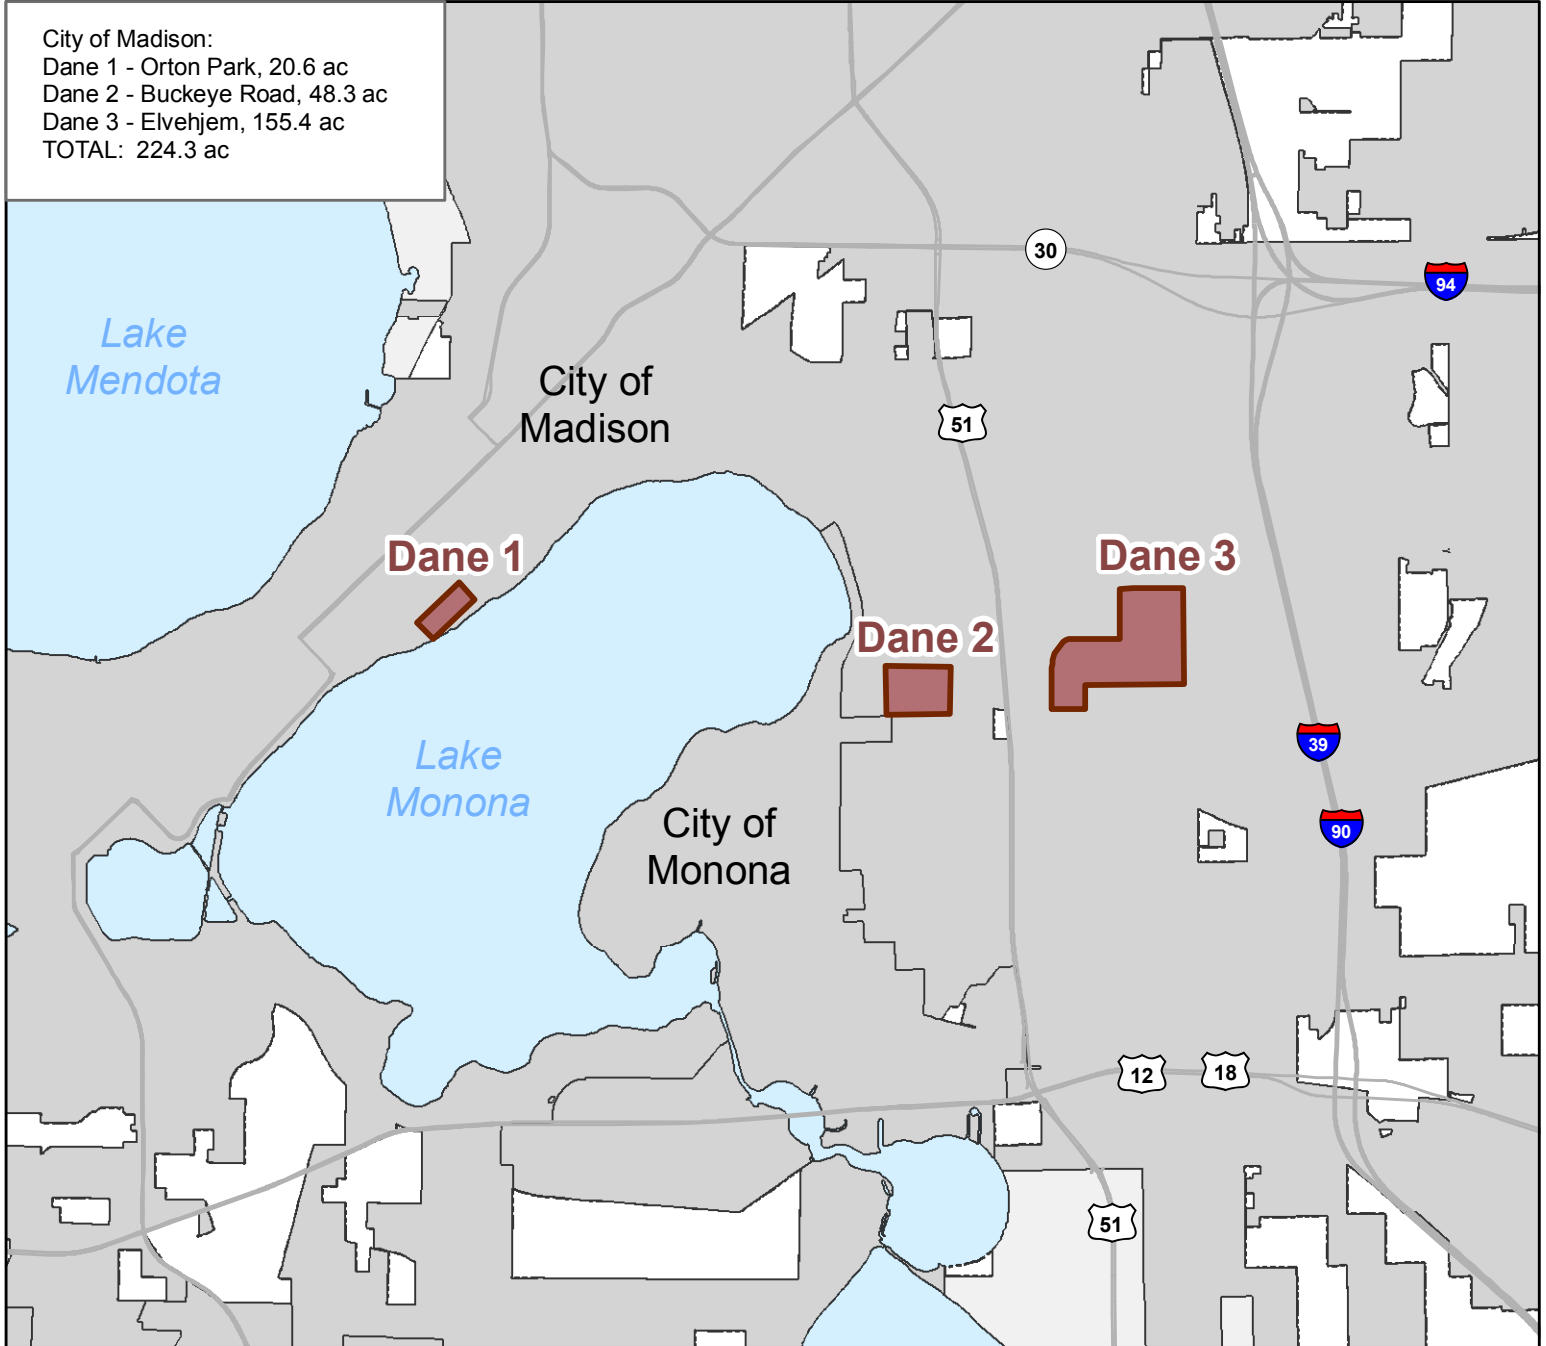 City of Madison:
Dane 1 - Orton Park, 20.6 ac
Dane 2 - Buckeye Road, 48.3 ac
Dane 3 - Elvehjem, 155.4 ac
TOTAL:  224.3 ac
30
94
Lake
Mendota
City of
Madison
51
Dane 1
Dane 3
Dane 2
39
Lake
Monona
City of
Monona
90
12
18
51